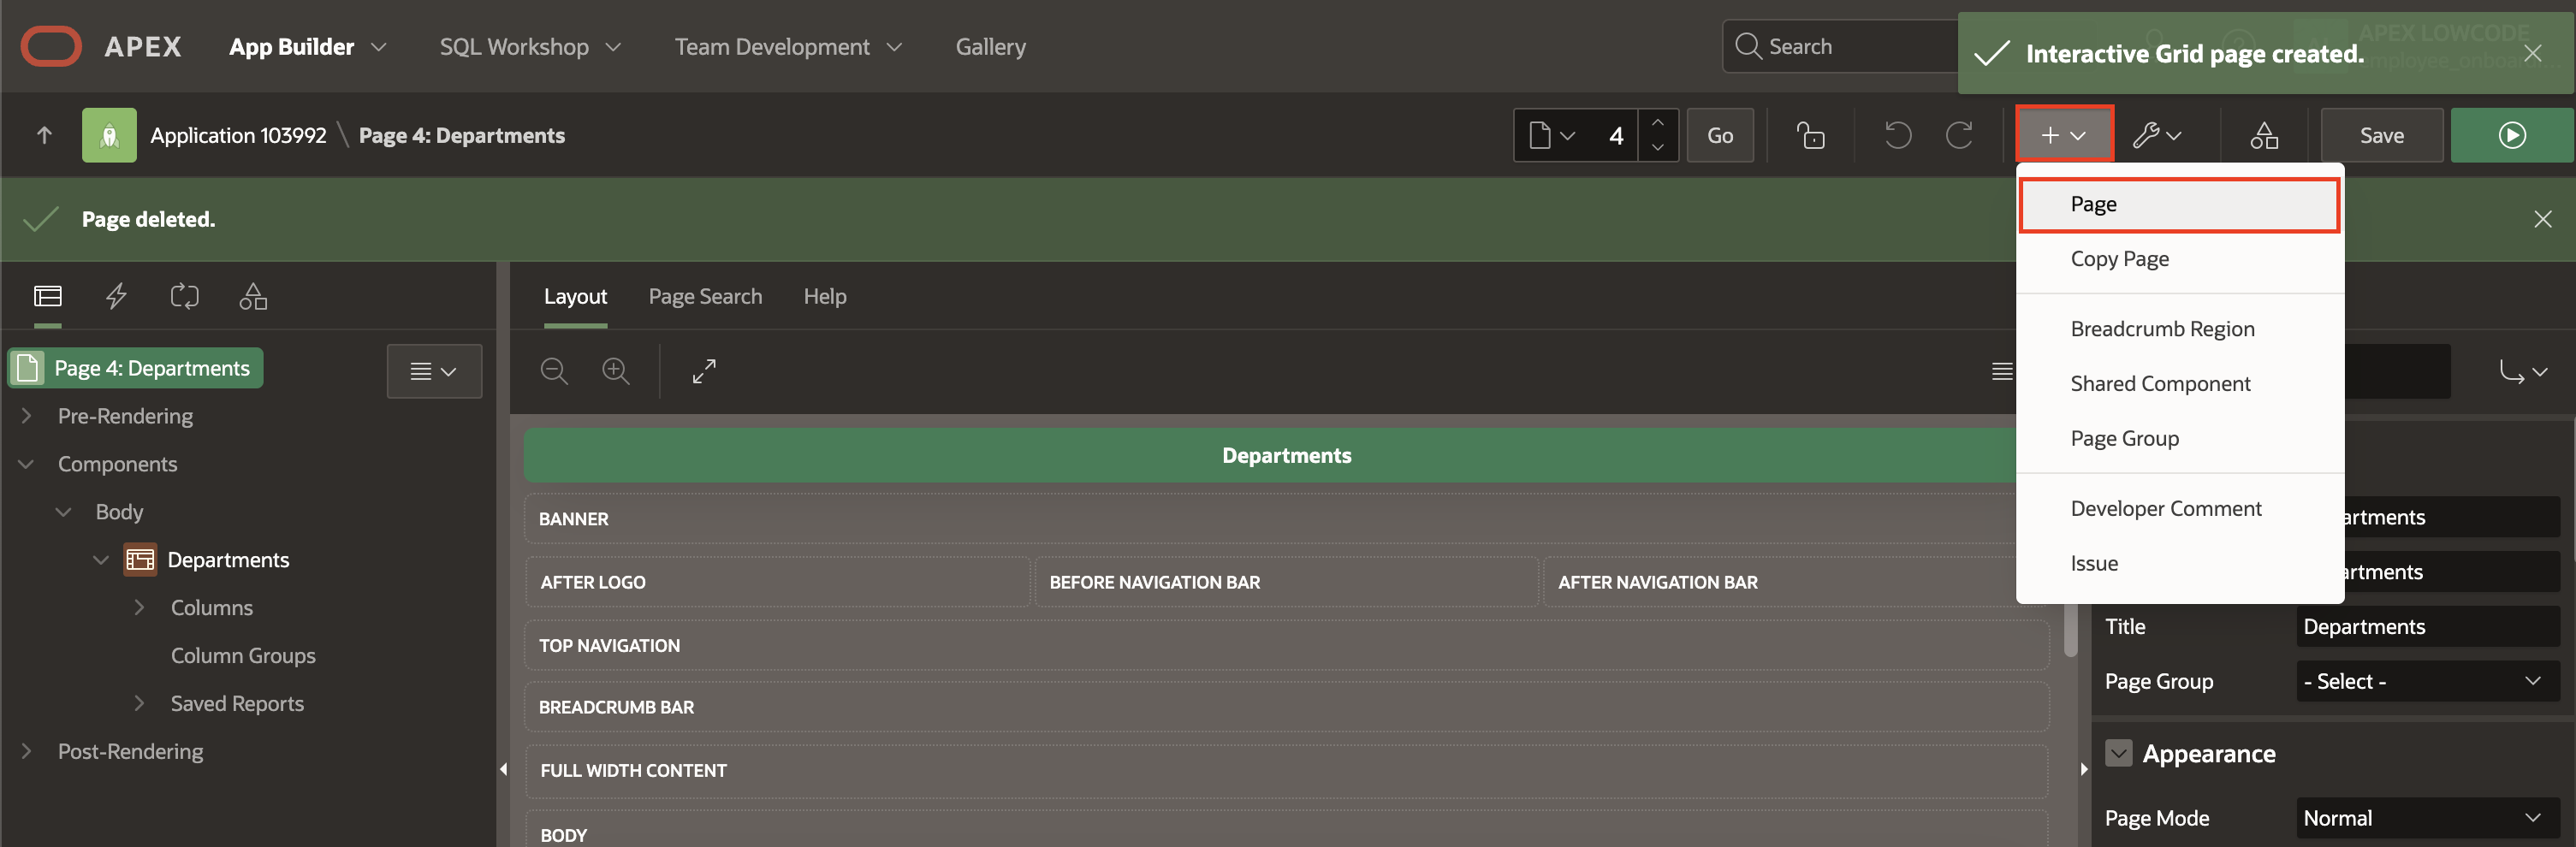 APEX App Builder SQL Workshop Team Development Gallery Search
Interactive Grid page created.
Application 103992 \ Page 4: Departments 4 Go Save
Page deleted.
Page
Copy Page
Breadcrumb Region
Shared Component
Page Group
Developer Comment
Issue
Layout Page Search Help
Page 4: Departments
Pre-Rendering
Components
Body
Departments
Columns
Column Groups
Saved Reports
Post-Rendering
Departments
BANNER
AFTER LOGO BEFORE NAVIGATION BAR AFTER NAVIGATION BAR
TOP NAVIGATION
BREADCRUMB BAR
FULL WIDTH CONTENT
BODY
artments
artments
Title Departments
Page Group - Select -
Appearance
Page Mode Normal